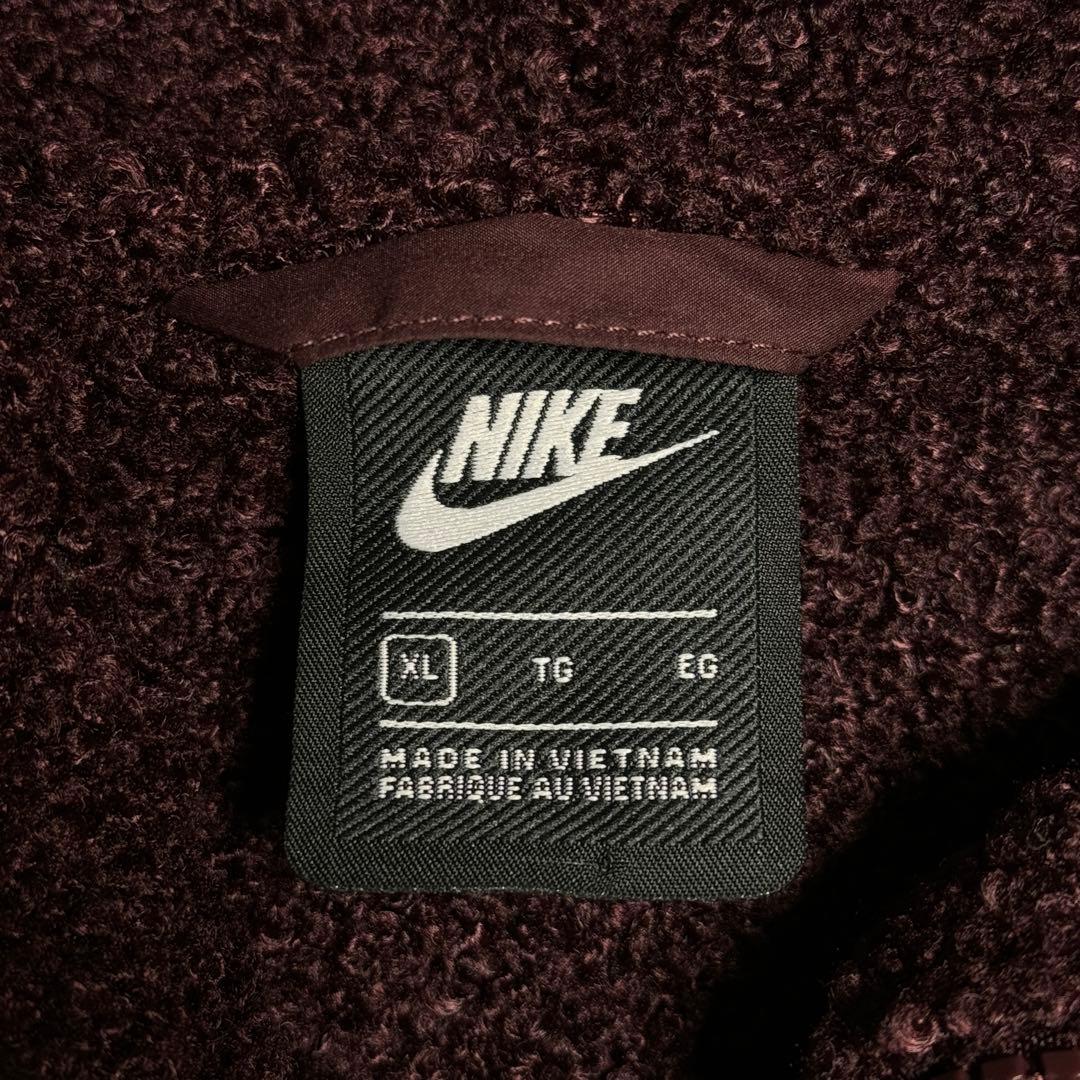 NIKE
XL TG EG
MADE IN VIETNAM
FABRIQUE AU VIETNAM